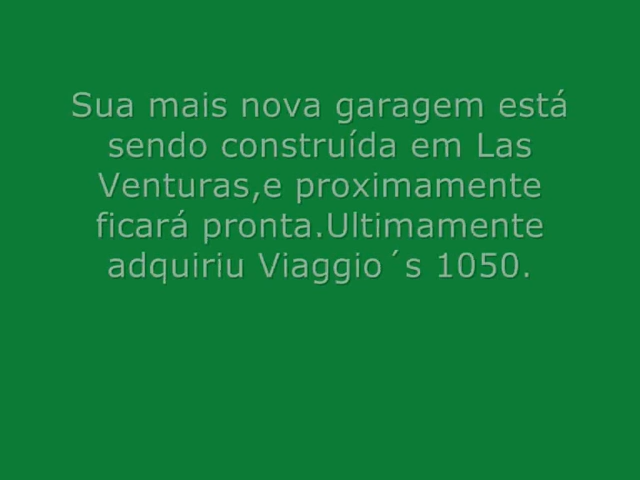 Sua mais nova garagem está
sendo construída em Las
Venturas,e proximamente
ficará pronta.Ultimamente
adquiriu Viaggio´s 1050.